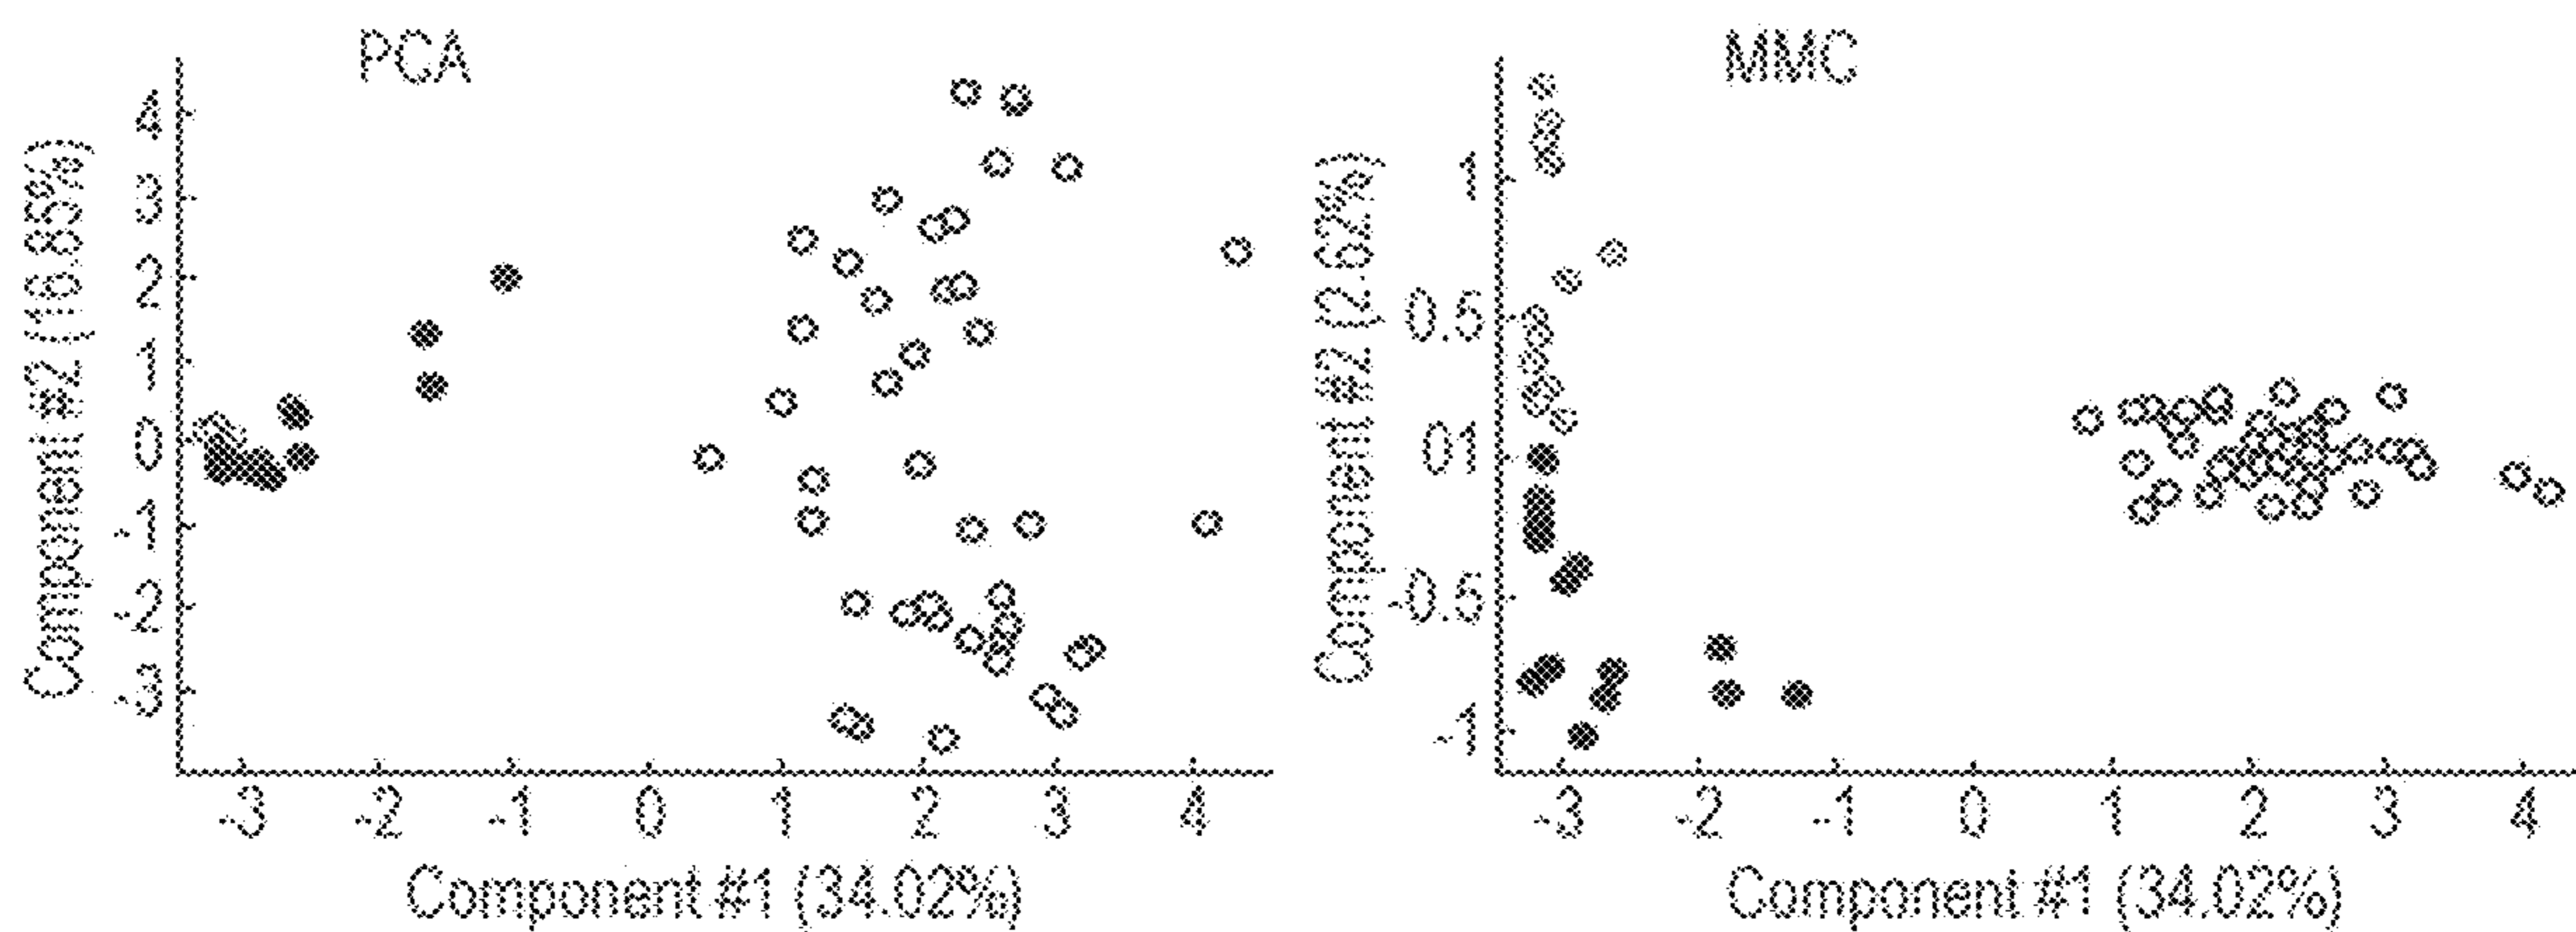 PCA
Component #2 (16.85%)
4
3
2
1
0
-1
-2
-3
-3 -2 -1 0 1 2 3 4
Component #1 (34.02%)
MMC
Component #2 (2.62%)
1
0.5
01
-0.5
-1
-3 -2 -1 0 1 2 3 4
Component #1 (34.02%)